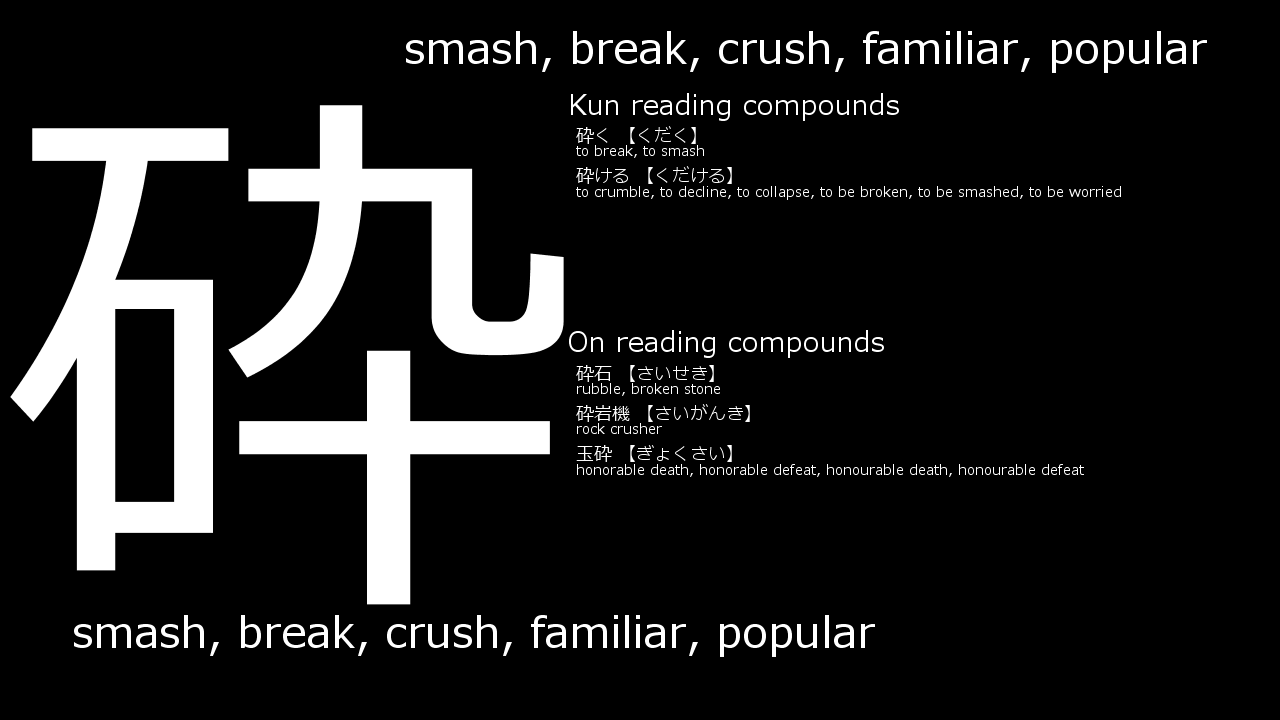 smash, break, crush, familiar, popular
砕
Kun reading compounds
砕く 【くだく】
to break, to smash
砕ける 【くだける】
to crumble, to decline, to collapse, to be broken, to be smashed, to be worried
On reading compounds
砕石 【さいせき】
rubble, broken stone
砕岩機 【さいがんき】
rock crusher
玉砕 【ぎょくさい】
honorable death, honorable defeat, honourable death, honourable defeat
smash, break, crush, familiar, popular